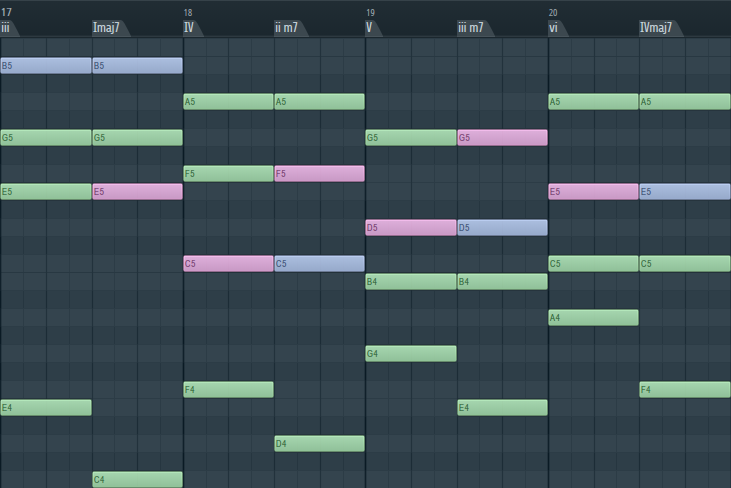 17 18 19 20
iii Imaj7 IV ii m7 V iii m7 vi IVmaj7
B5 B5
A5 A5 A5 A5
G5 G5 G5 G5
F5 F5
E5 E5 E5 E5
D5 D5
C5 C5 C5 C5
B4 B4
A4
G4
F4 F4
E4 E4
D4
C4